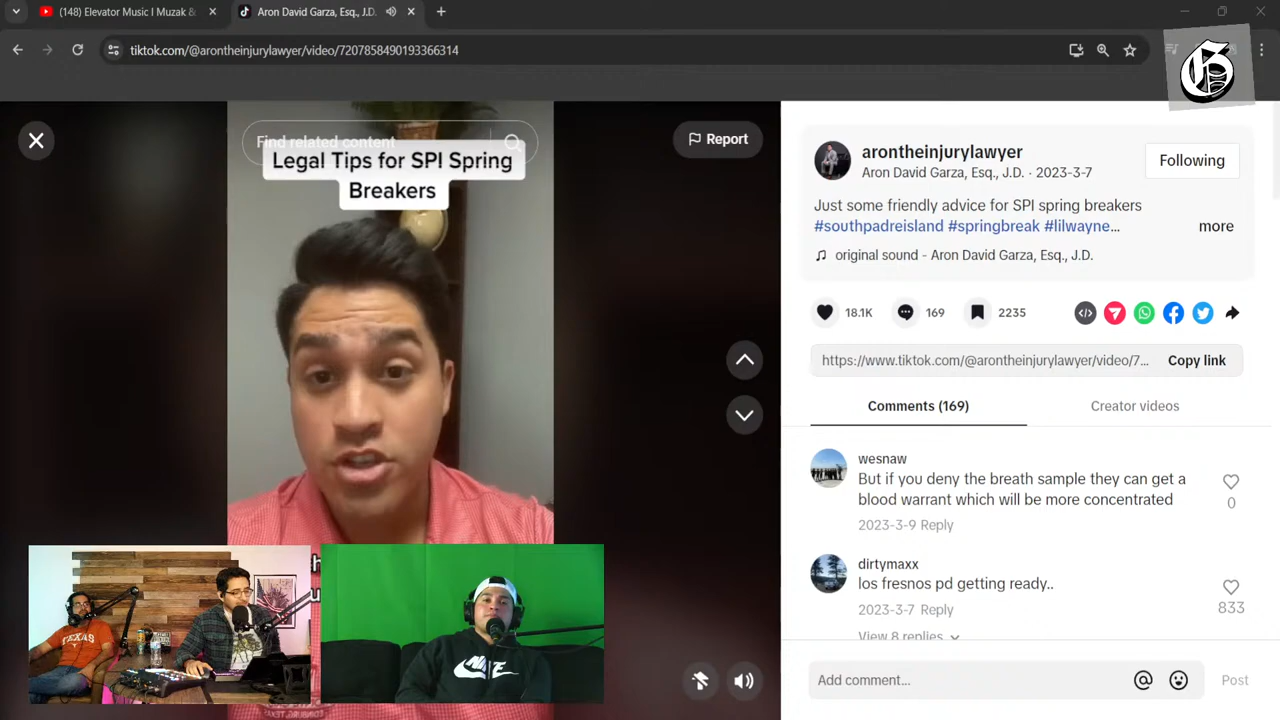 (148) Elevator Music I Muzak &
Aron David Garza, Esq., J.D.
tiktok.com/@arontheinjurylawyer/video/7207858490193366314
Find related content
Report
Legal Tips for SPI Spring
Breakers
arontheinjurylawyer
Aron David Garza, Esq., J.D. · 2023-3-7
Following
Just some friendly advice for SPI spring breakers
#southpadreisland #springbreak #lilwayne...
more
original sound - Aron David Garza, Esq., J.D.
18.1K
169
2235
https://www.tiktok.com/@arontheinjurylawyer/video/7...
Copy link
Comments (169)
Creator videos
wesnaw
But if you deny the breath sample they can get a
blood warrant which will be more concentrated
2023-3-9 Reply
0
dirtymaxx
los fresnos pd getting ready..
2023-3-7 Reply
833
View 8 replies
Add comment...
Post
TEXAS
NIKE